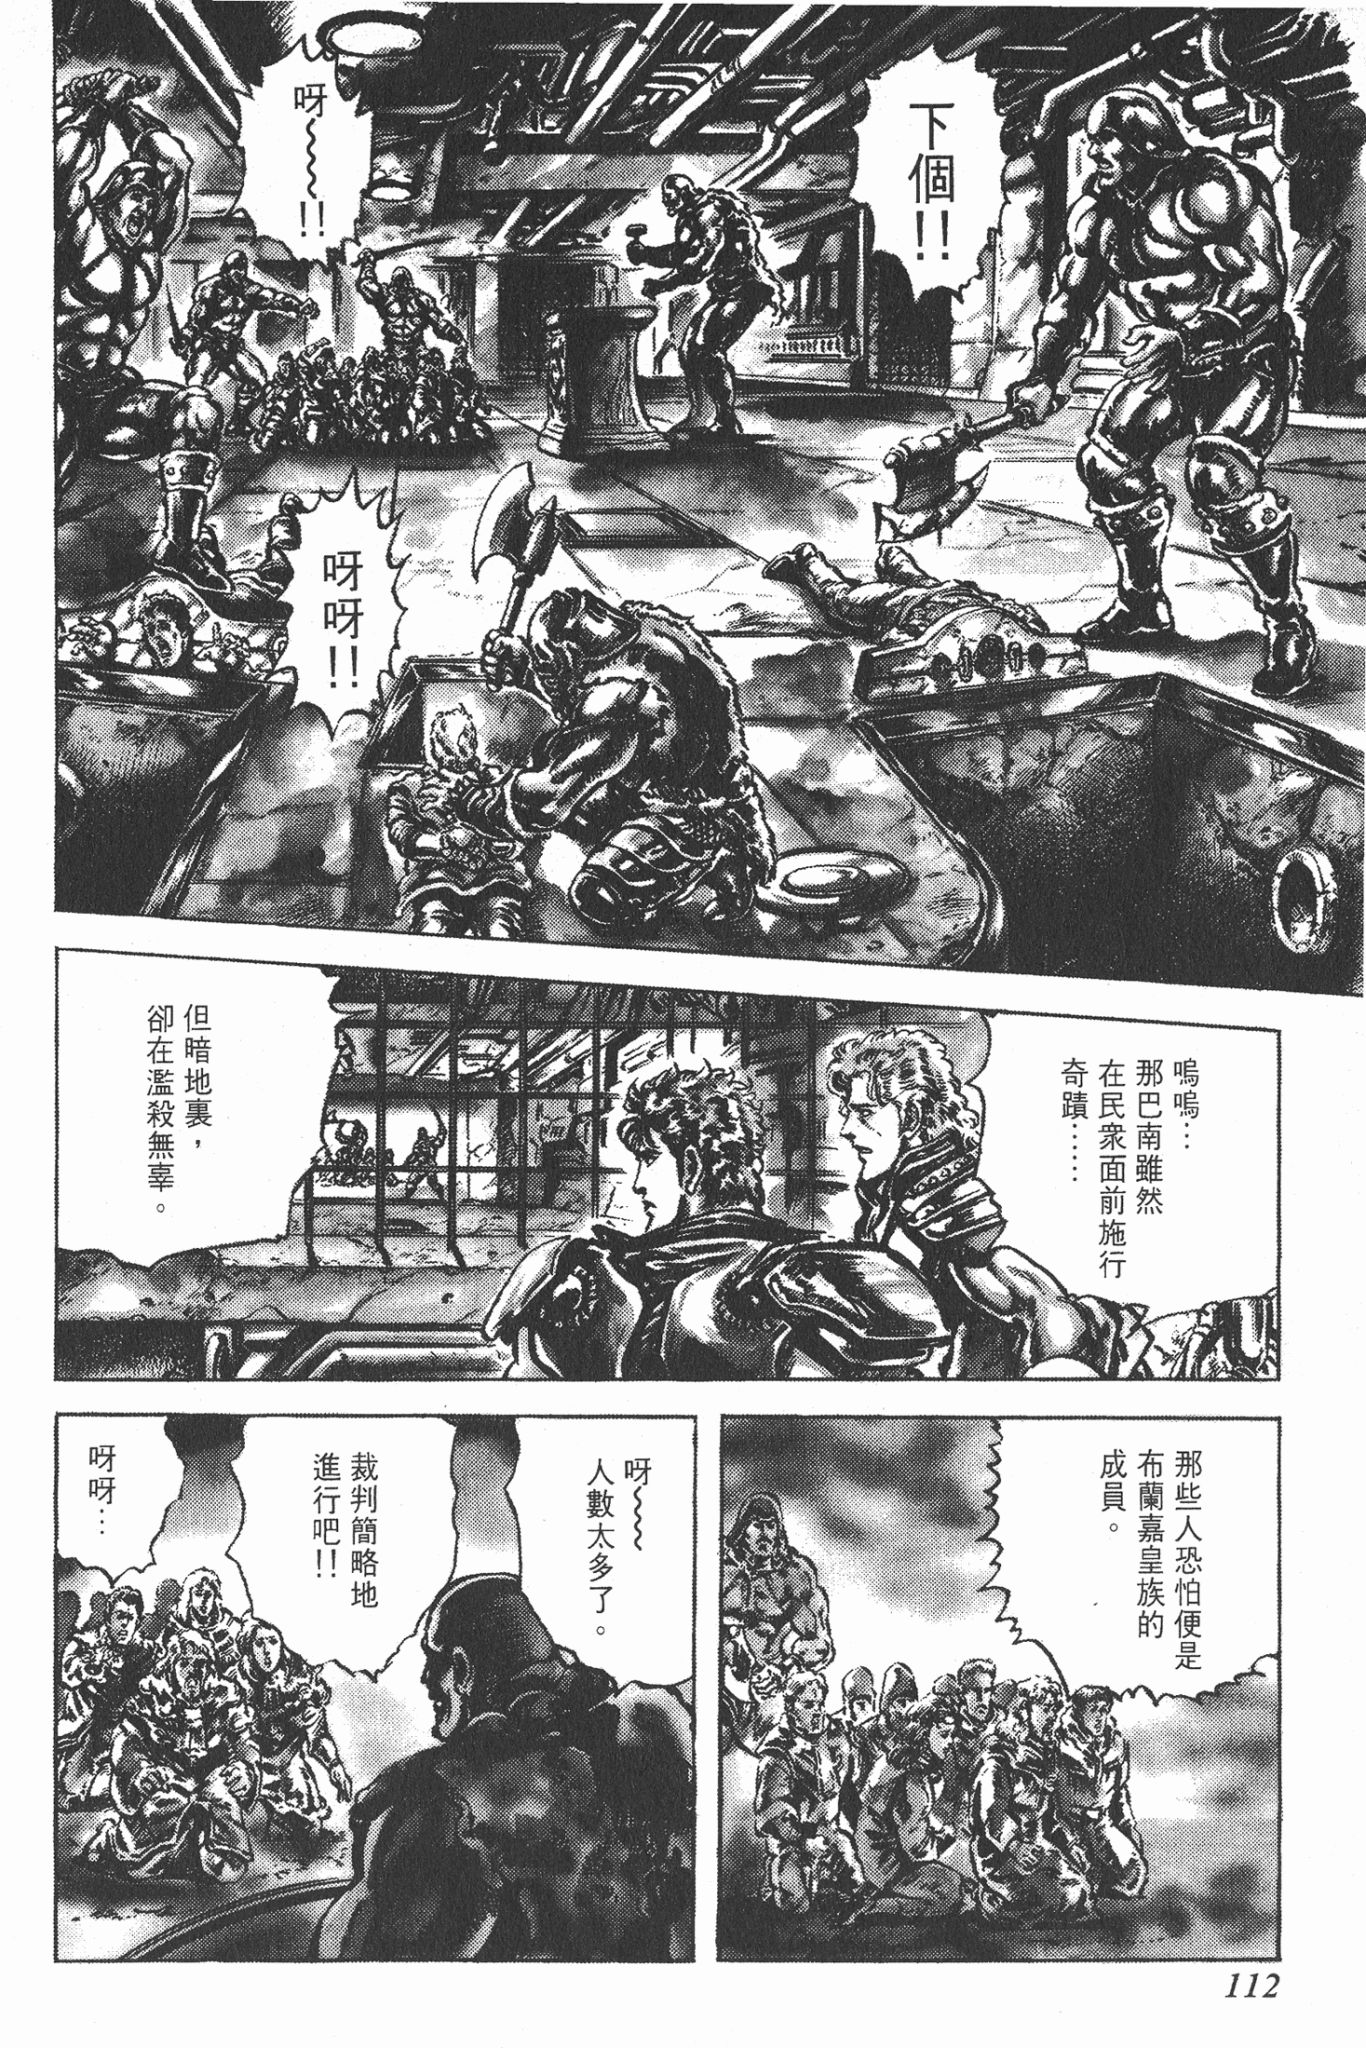 下個!!
呀～～!!
呀呀!!
嗚嗚…
那巴南雖然
在民眾面前施行
奇蹟……
但暗地裏，
卻在濫殺無辜。
那些人恐怕便是
布蘭嘉皇族的
成員。
呀～～
人數太多了。
裁判簡略地
進行吧!!
呀呀…
112